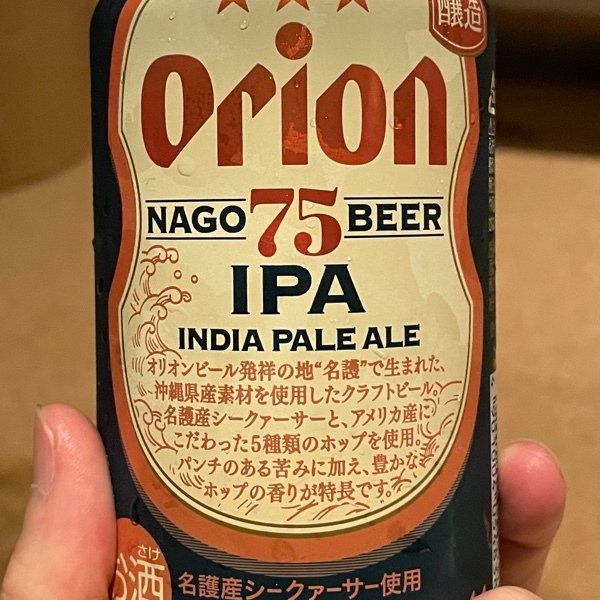 醸造
Orion
NAGO 75 BEER
IPA
INDIA PALE ALE
オリオンビール発祥の地“名護”で生まれた、
沖縄県産素材を使用したクラフトビール。
名護産シークヮーサーと、アメリカ産に
こだわった5種類のホップを使用。
パンチのある苦みに加え、豊かな
ホップの香りが特長です。
さけ
酒
名護産シークヮーサー使用